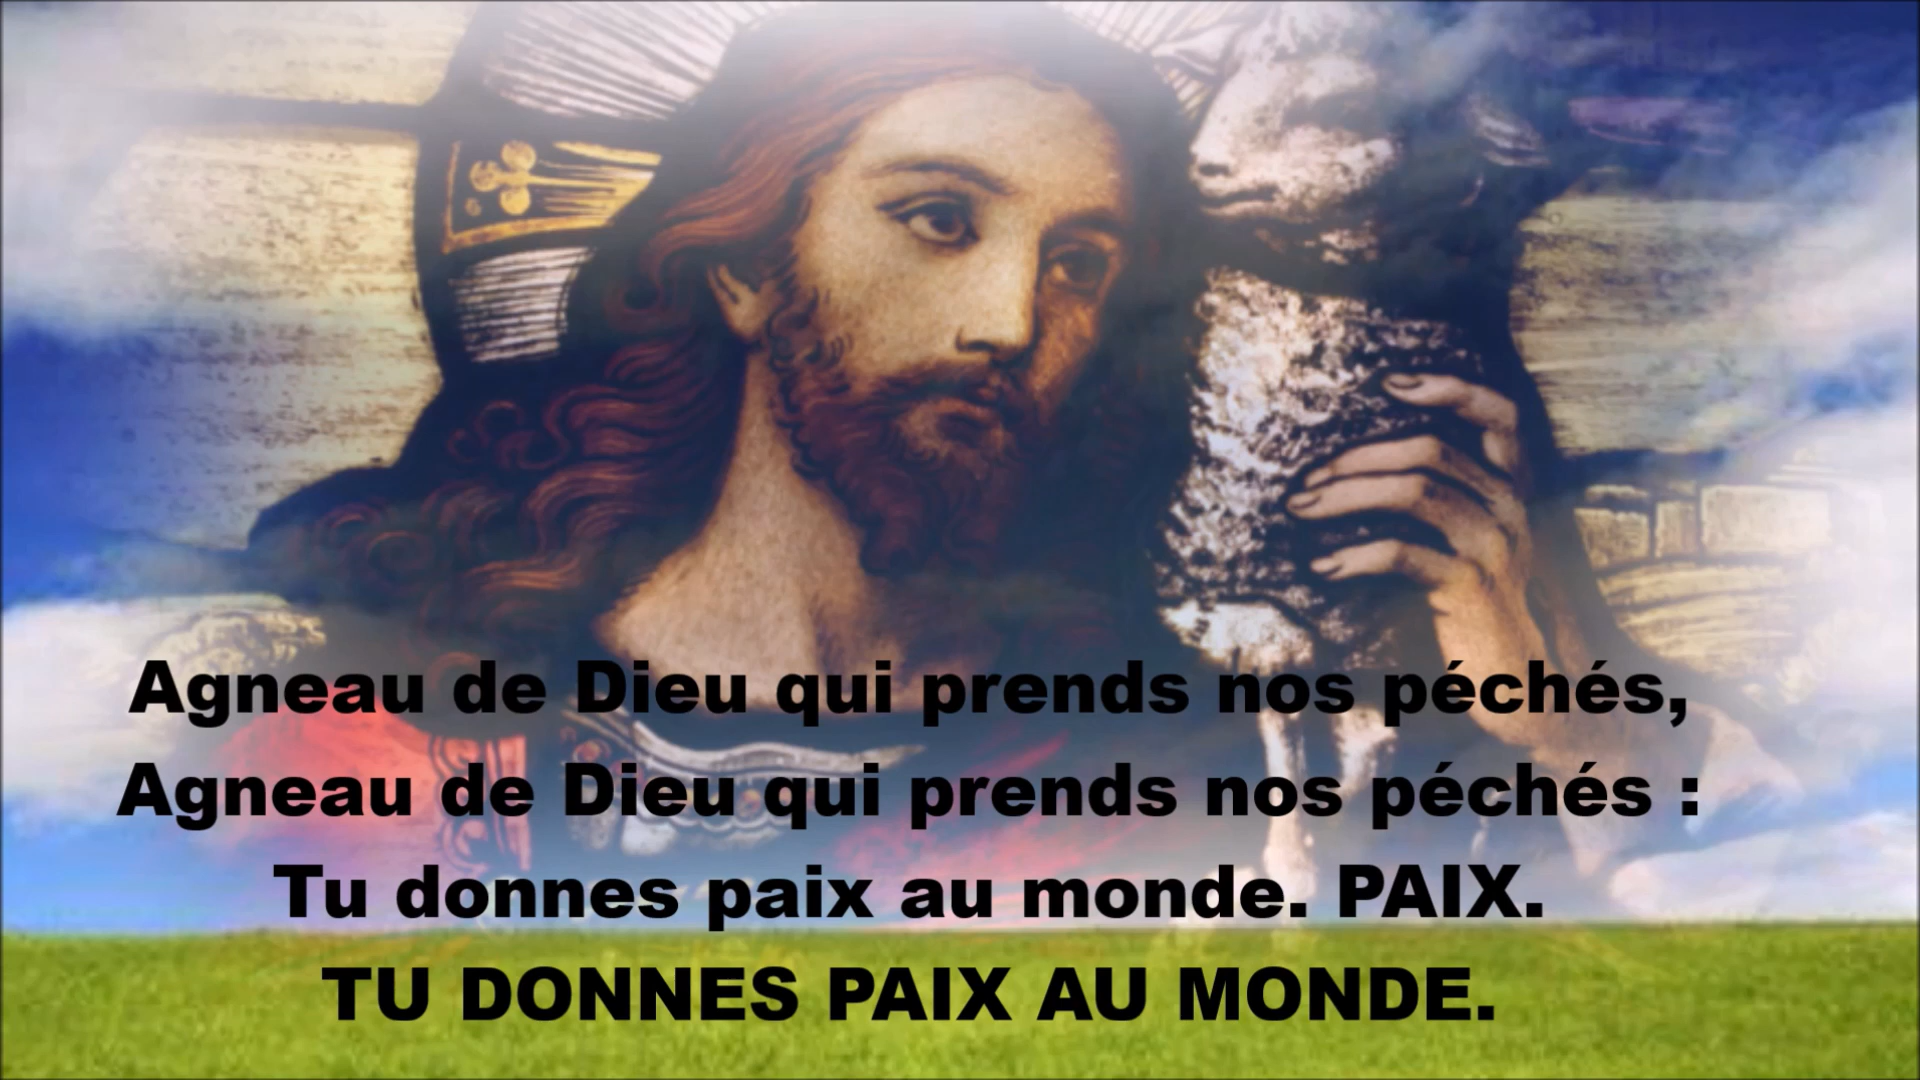 Agneau de Dieu qui prends nos péchés,
Agneau de Dieu qui prends nos péchés :
Tu donnes paix au monde. PAIX.
TU DONNES PAIX AU MONDE.